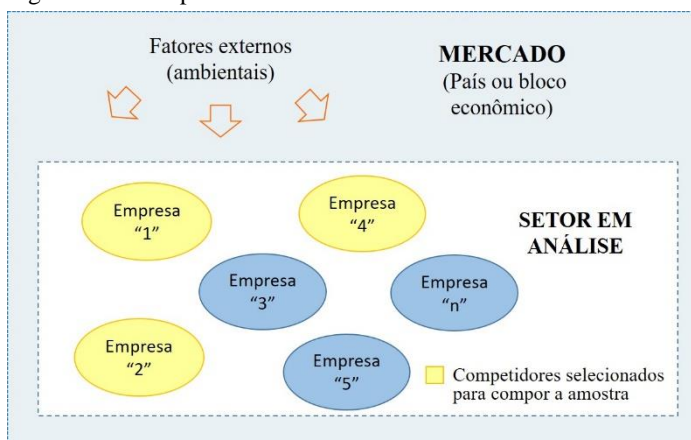 Fatores externos
(ambientais)
MERCADO
(País ou bloco
econômico)
Empresa
“1”
Empresa
“4”
SETOR EM
ANÁLISE
Empresa
“3”
Empresa
“n”
Empresa
“2”
Empresa
“5”
Competidores selecionados
para compor a amostra